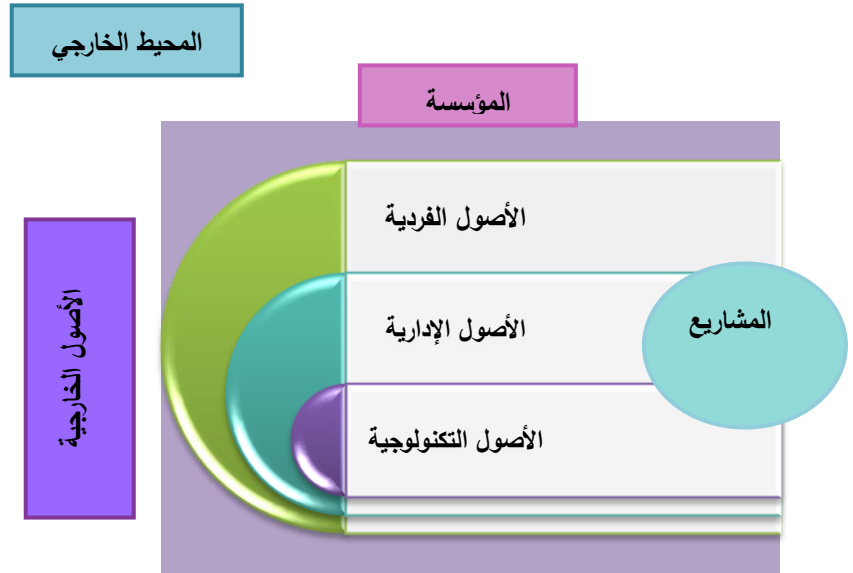 المحيط الخارجي
المؤسسة
الأصول الفردية
الأصول الإدارية
المشاريع
الأصول التكنولوجية
الأصول الخارجية